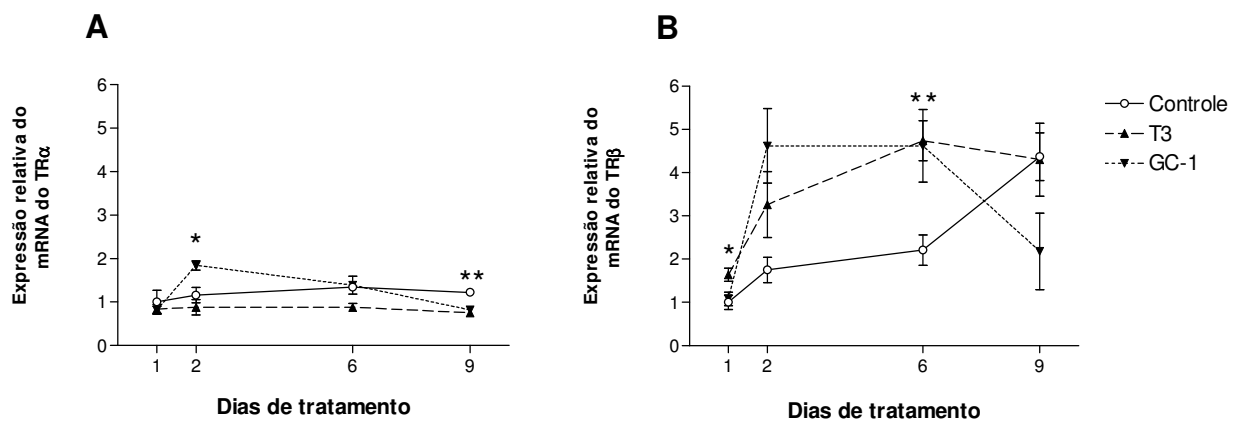 A
Expressão relativa do
mRNA do TRα
6
5
4
3
2
1
0
*
**
1
2
6
9
Dias de tratamento
B
Expressão relativa do
mRNA do TRβ
6
5
4
3
2
1
0
*
**
1
2
6
9
Dias de tratamento
Controle
T3
GC-1